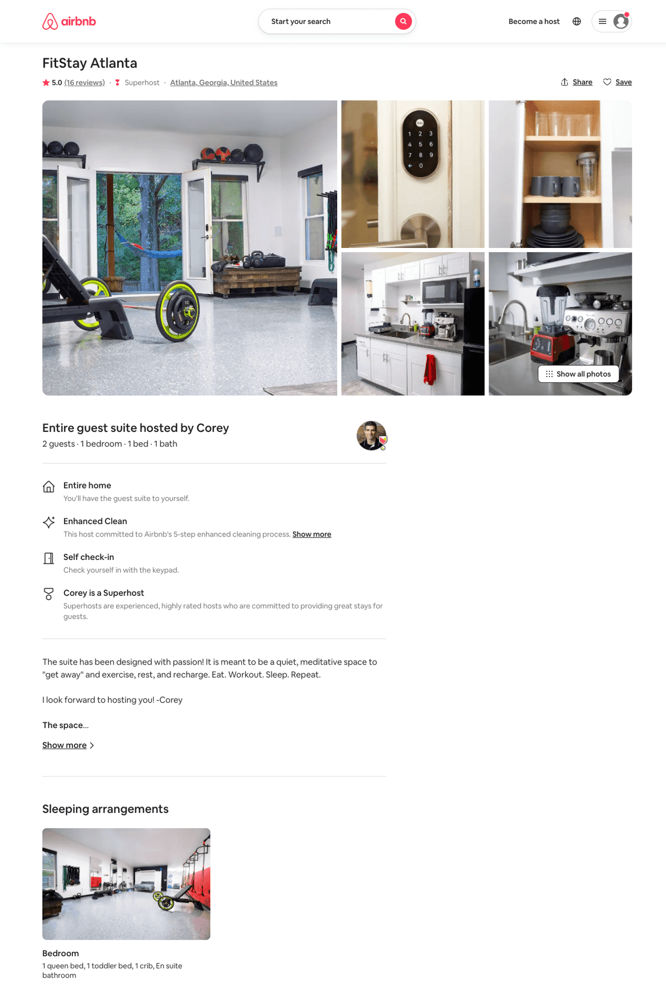 airbnb
Start your search
Become a host
FitStay Atlanta
5.0 (16 reviews) · Superhost · Atlanta, Georgia, United States
Share
Save
Yale
1 2 3
4 5 6
7 8 9
0
10
Show all photos
Entire guest suite hosted by Corey
2 guests · 1 bedroom · 1 bed · 1 bath
Entire home
You’ll have the guest suite to yourself.
Enhanced Clean
This host committed to Airbnb's 5-step enhanced cleaning process. Show more
Self check-in
Check yourself in with the keypad.
Corey is a Superhost
Superhosts are experienced, highly rated hosts who are committed to providing great stays for
guests.
The suite has been designed with passion! It is meant to be a quiet, meditative space to
"get away" and exercise, rest, and recharge. Eat. Workout. Sleep. Repeat.
I look forward to hosting you! -Corey
The space...
Show more
Sleeping arrangements
Bedroom
1 queen bed, 1 toddler bed, 1 crib, En suite
bathroom